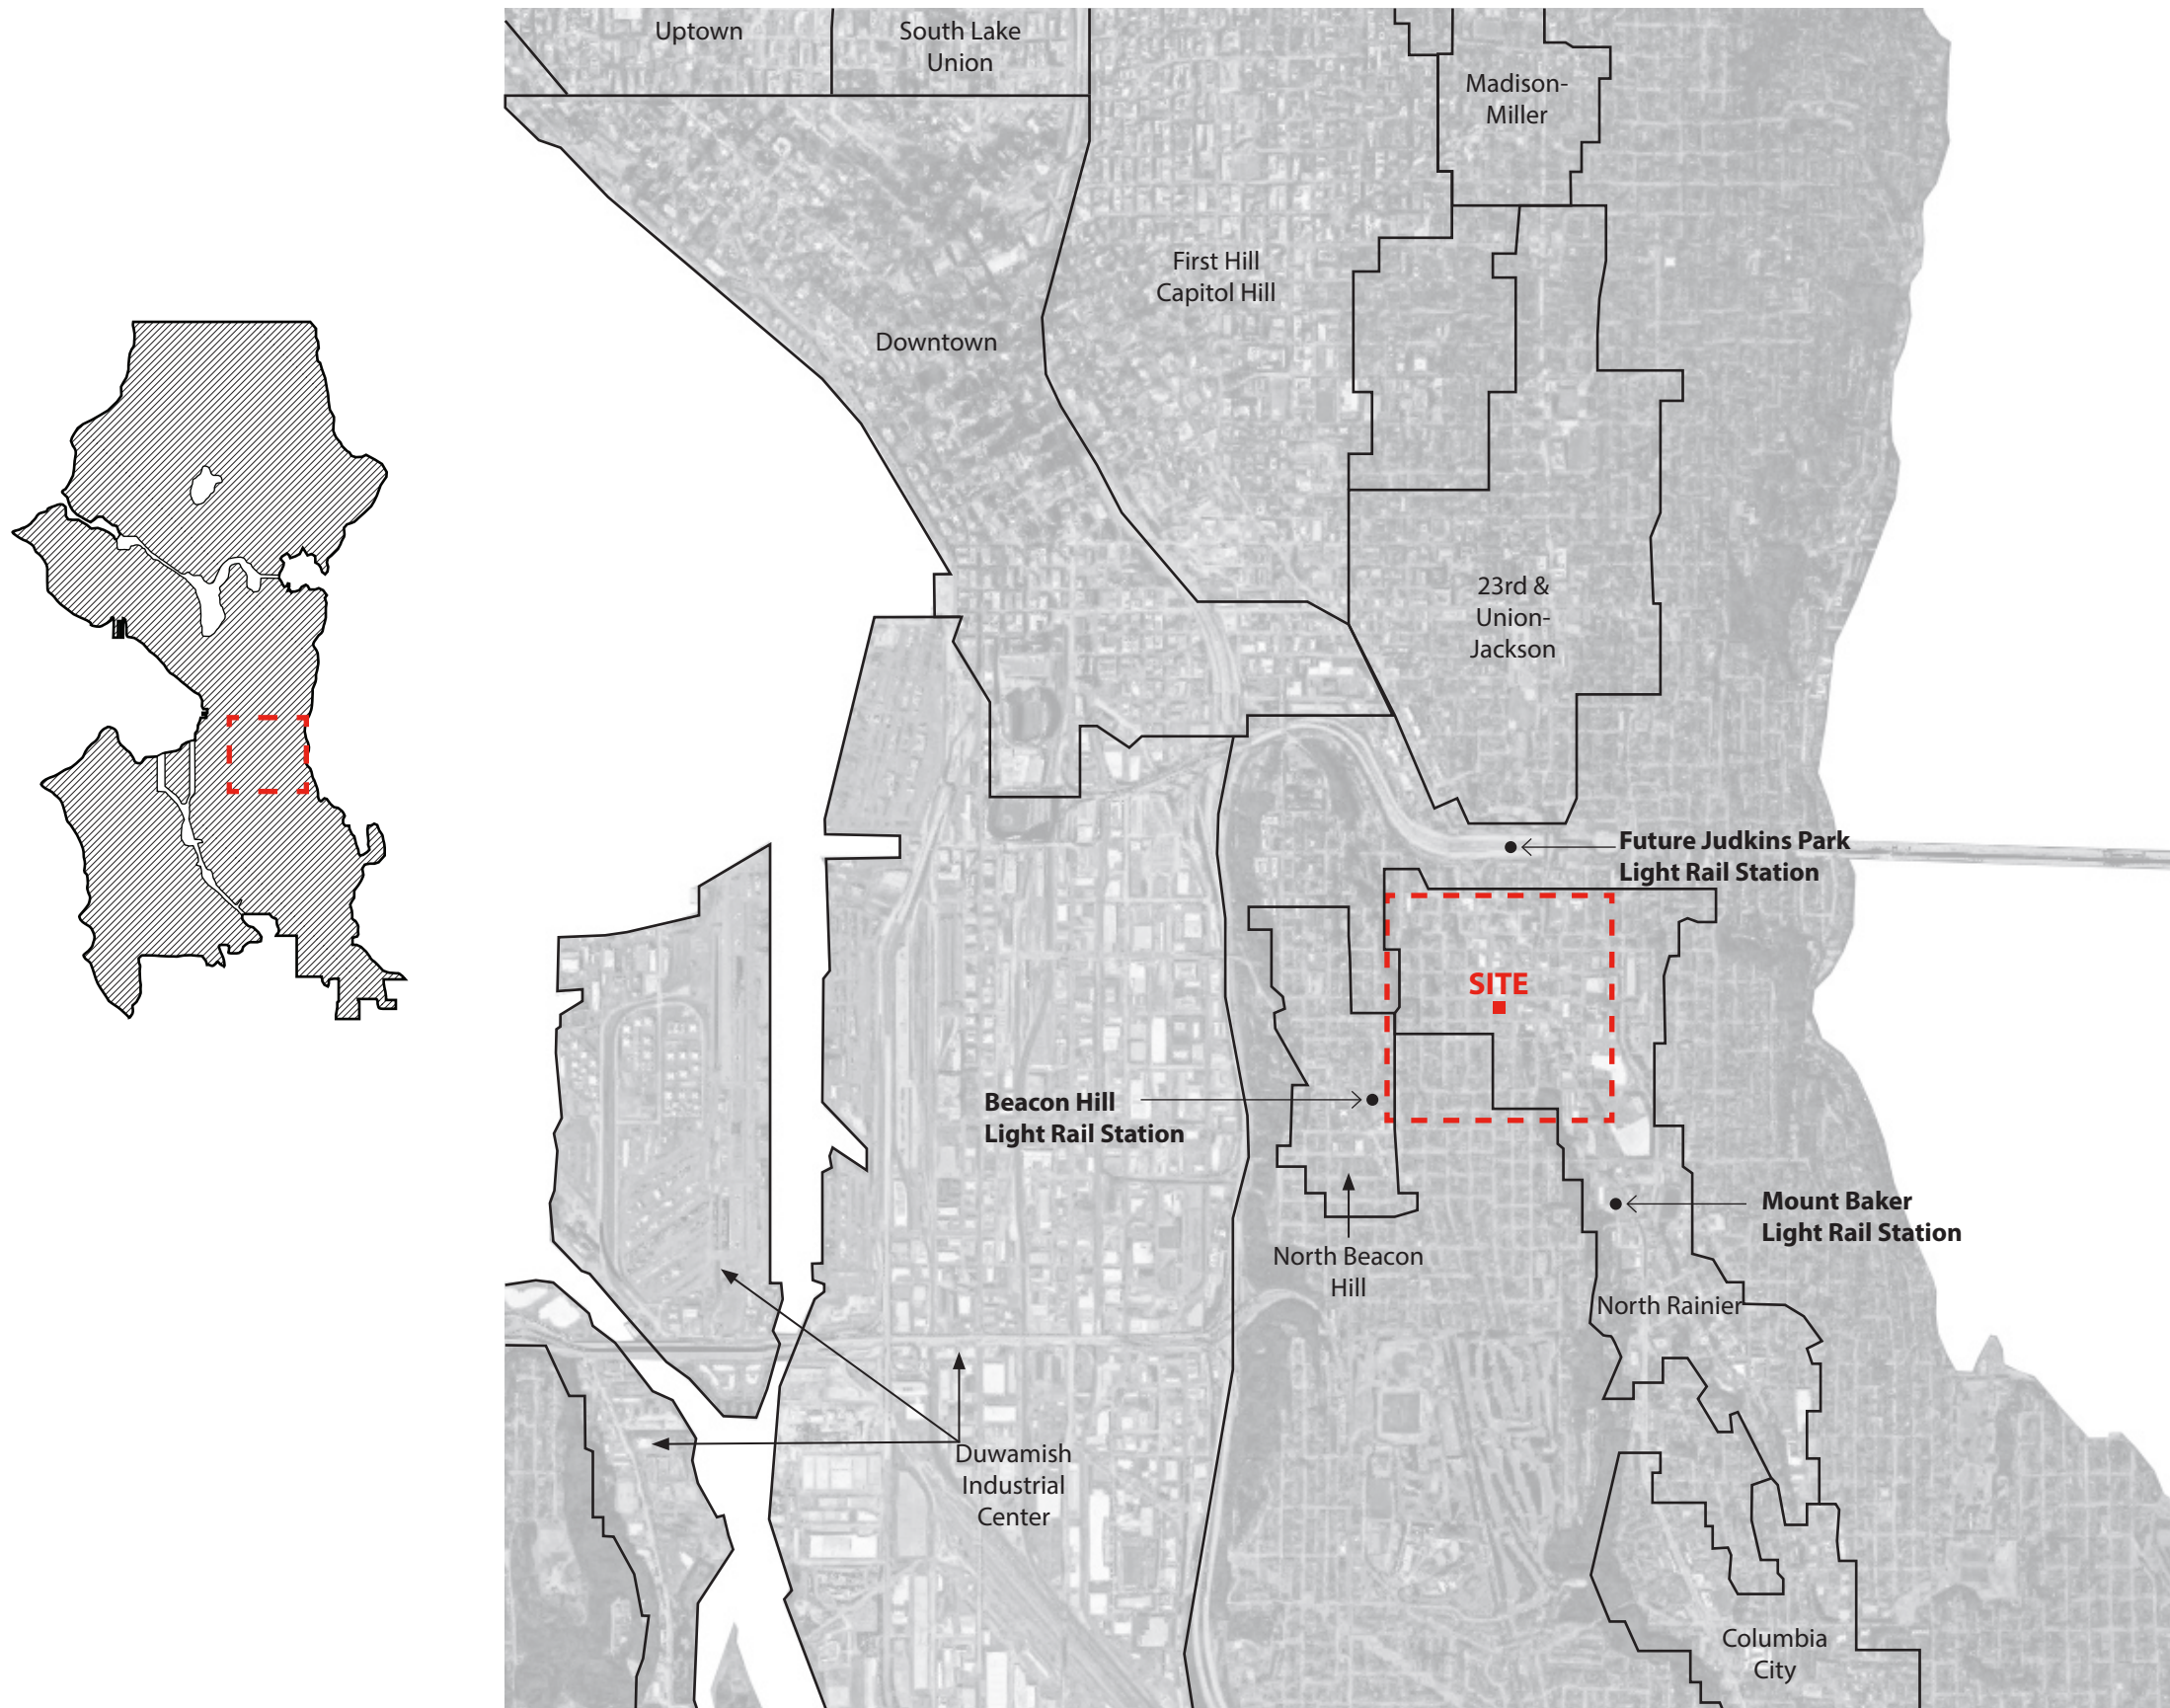 Uptown
South Lake
Union
Madison-
Miller
First Hill
Capitol Hill
Downtown
23rd &
Union-
Jackson
Future Judkins Park
Light Rail Station
SITE
Beacon Hill
Light Rail Station
Mount Baker
Light Rail Station
North Beacon
Hill
North Rainier
Duwamish
Industrial
Center
Columbia
City